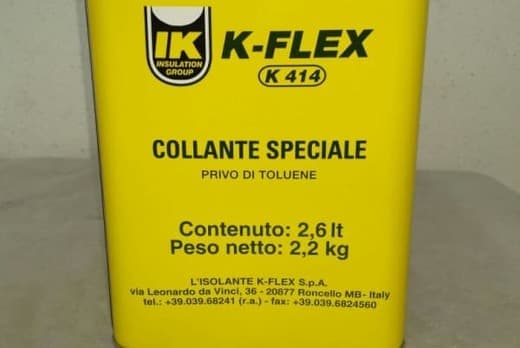 IK
INSULATION
GROUP
K-FLEX
K 414
COLLANTE SPECIALE
PRIVO DI TOLUENE
Contenuto: 2,6 lt
Peso netto: 2,2 kg
L'ISOLANTE K-FLEX S.p.A.
via Leonardo da Vinci, 36 - 20877 Roncello MB- Italy
tel.: +39.039.68241 (r.a.) - fax: +39.039.6824560